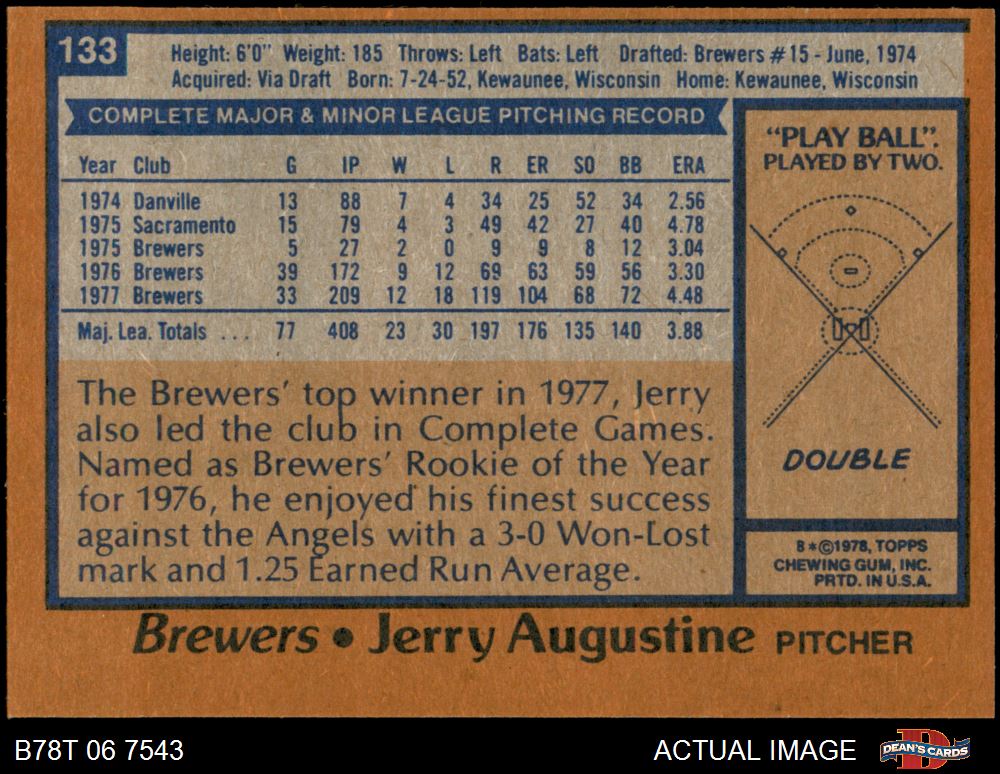 133
Height: 6'0" Weight: 185 Throws: Left Bats: Left Drafted: Brewers #15 - June, 1974
Acquired: Via Draft Born: 7-24-52, Kewaunee, Wisconsin Home: Kewaunee, Wisconsin
COMPLETE MAJOR & MINOR LEAGUE PITCHING RECORD
Year Club G IP W L R ER SO BB ERA
1974 Danville 13 88 7 4 34 25 52 34 2.56
1975 Sacramento 15 79 4 3 49 42 27 40 4.78
1975 Brewers 5 27 2 0 9 9 8 12 3.04
1976 Brewers 39 172 9 12 69 63 59 56 3.30
1977 Brewers 33 209 12 18 119 104 68 72 4.48
Maj. Lea. Totals ... 77 408 23 30 197 176 135 140 3.88
The Brewers' top winner in 1977, Jerry
also led the club in Complete Games.
Named as Brewers' Rookie of the Year
for 1976, he enjoyed his finest success
against the Angels with a 3-0 Won-Lost
mark and 1.25 Earned Run Average.
"PLAY BALL".
PLAYED BY TWO.
DOUBLE
B*©1978, TOPPS
CHEWING GUM, INC.
PRTD. IN U.S.A.
Brewers • Jerry Augustine PITCHER
B78T 06 7543
ACTUAL IMAGE
DEAN'S CARDS